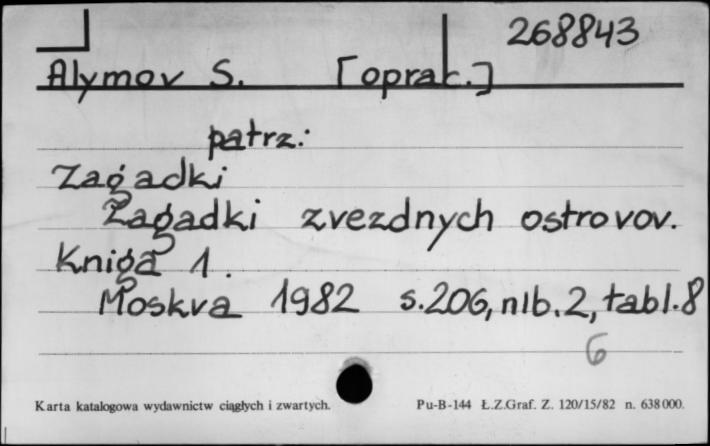 268843
Alymov S. [oprac.]
patrz:
Zagadki
Zagadki zvezdnych ostrovov.
Kniga 1.
Moskva 1982 s.206, nlb.2, tabl.8
6
Karta katalogowa wydawnictw ciągłych i zwartych. Pu-B-144 Ł.Z.Graf. Z. 120/15/82 n. 638000.